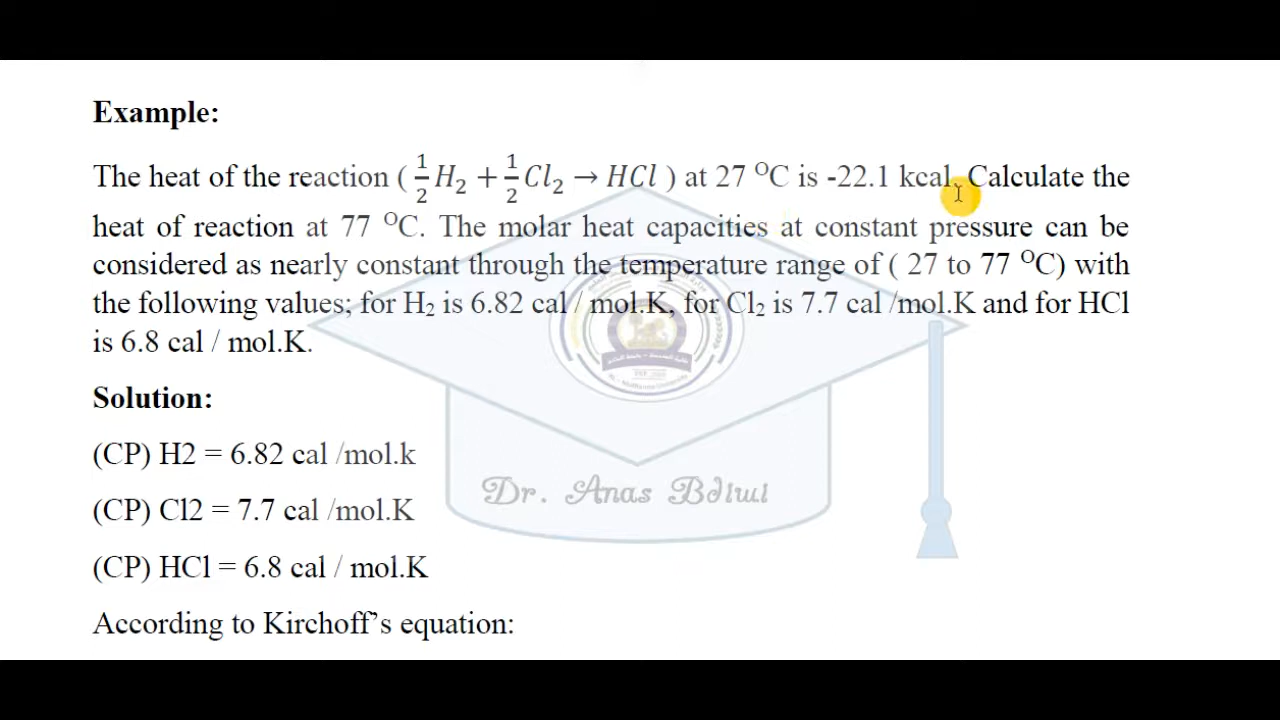 Example:
The heat of the reaction ( 1/2 H₂ + 1/2 Cl₂ → HCl ) at 27 ᴼC is -22.1 kcal. Calculate the
heat of reaction at 77 ᴼC. The molar heat capacities at constant pressure can be
considered as nearly constant through the temperature range of ( 27 to 77 ᴼC) with
the following values; for H₂ is 6.82 cal / mol.K, for Cl₂ is 7.7 cal /mol.K and for HCl
is 6.8 cal / mol.K.
Solution:
(CP) H2 = 6.82 cal /mol.k
(CP) Cl2 = 7.7 cal /mol.K
Dr. Anas Bdiwi
(CP) HCl = 6.8 cal / mol.K
According to Kirchoff’s equation: